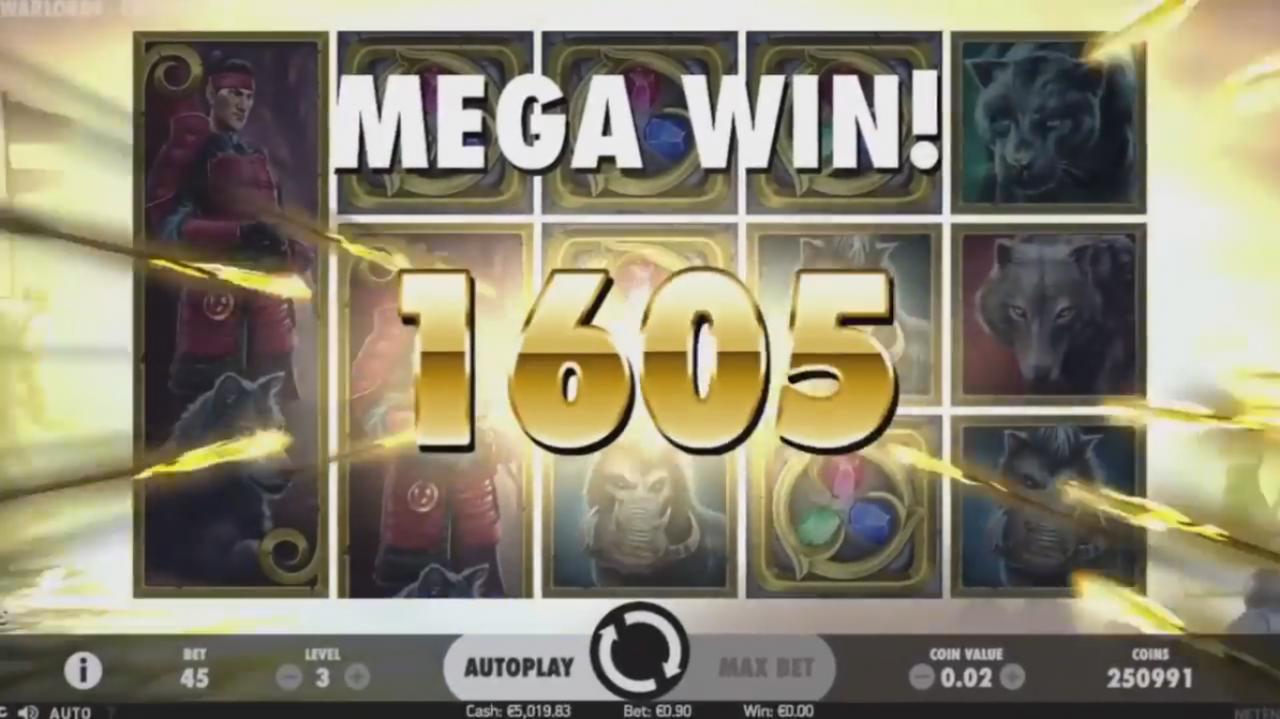 WARLORDS
MEGA WIN!
1605
BET
45
LEVEL
3
AUTOPLAY
MAX BET
COIN VALUE
0.02
COINS
250991
AUTO
Cash: €5,019.83
Bet: €0.90
Win: €0.00